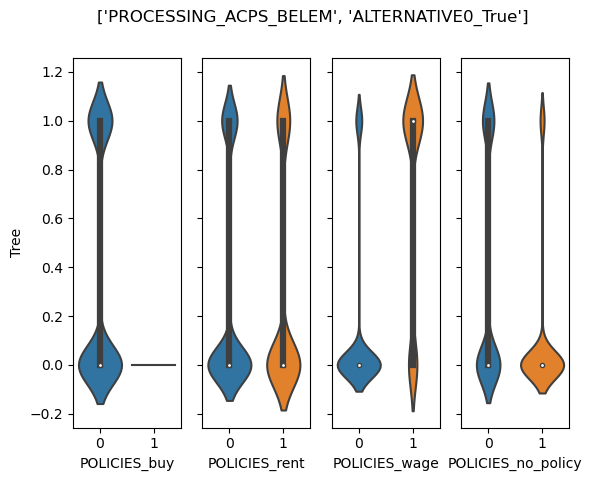 ['PROCESSING_ACPS_BELEM', 'ALTERNATIVE0_True']
Tree
1.2
1.0
0.8
0.6
0.4
0.2
0.0
−0.2
0 1 0 1 0 1 0 1
POLICIES_buy POLICIES_rent POLICIES_wage POLICIES_no_policy